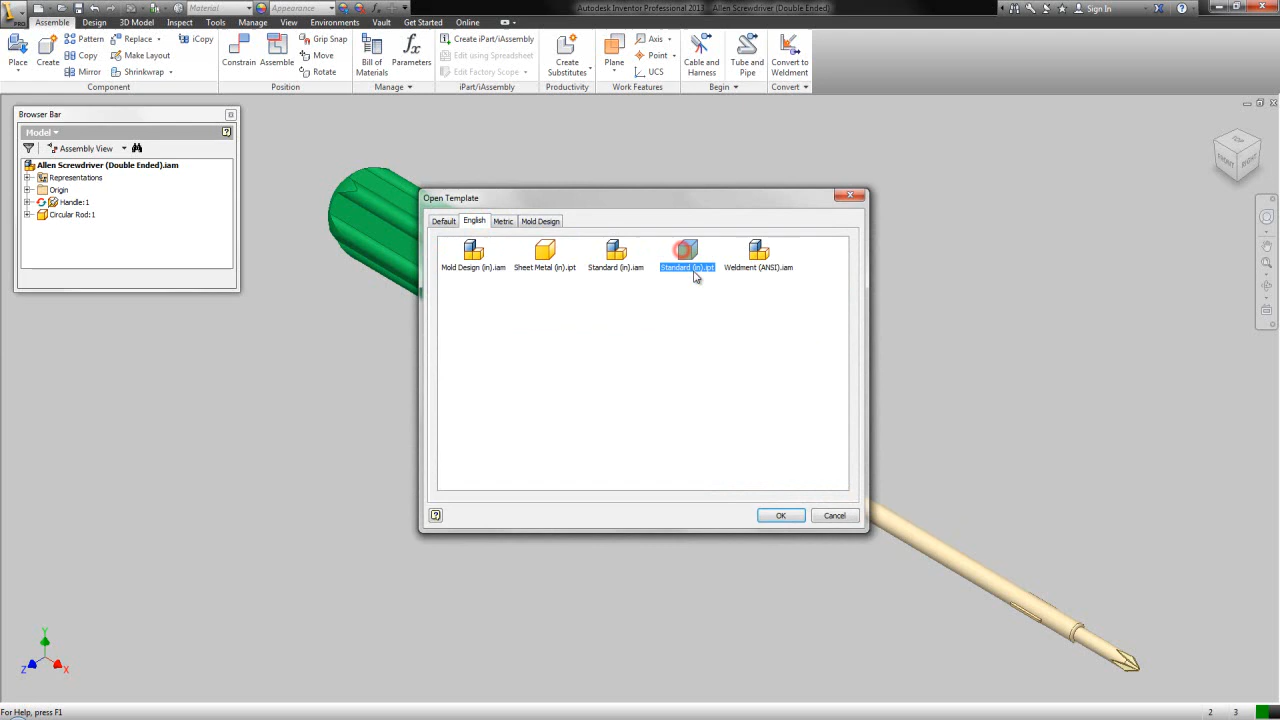 PRO
Material
Appearance
Autodesk Inventor Professional 2013 Allen Screwdriver (Double Ended)
Sign In
Assemble Design 3D Model Inspect Tools Manage View Environments Vault Get Started Online
Place
Create
Pattern
Copy
Mirror
Replace
Make Layout
Shrinkwrap
iCopy
Component
Constrain
Assemble
Grip Snap
Move
Rotate
Position
Bill of
Materials
Parameters
Manage
Create iPart/iAssembly
Edit using Spreadsheet
Edit Factory Scope
iPart/iAssembly
Create
Substitutes
Productivity
Plane
Axis
Point
UCS
Work Features
Cable and
Harness
Tube and
Pipe
Begin
Convert to
Weldment
Convert
Browser Bar
Model
Assembly View
Allen Screwdriver (Double Ended).iam
Representations
Origin
Handle:1
Circular Rod:1
Open Template
Default English Metric Mold Design
Mold Design (in).iam
Sheet Metal (in).ipt
Standard (in).iam
Standard (in).ipt
Weldment (ANSI).iam
OK
Cancel
FRONT
RIGHT
Y
Z
X
For Help, press F1
2 3